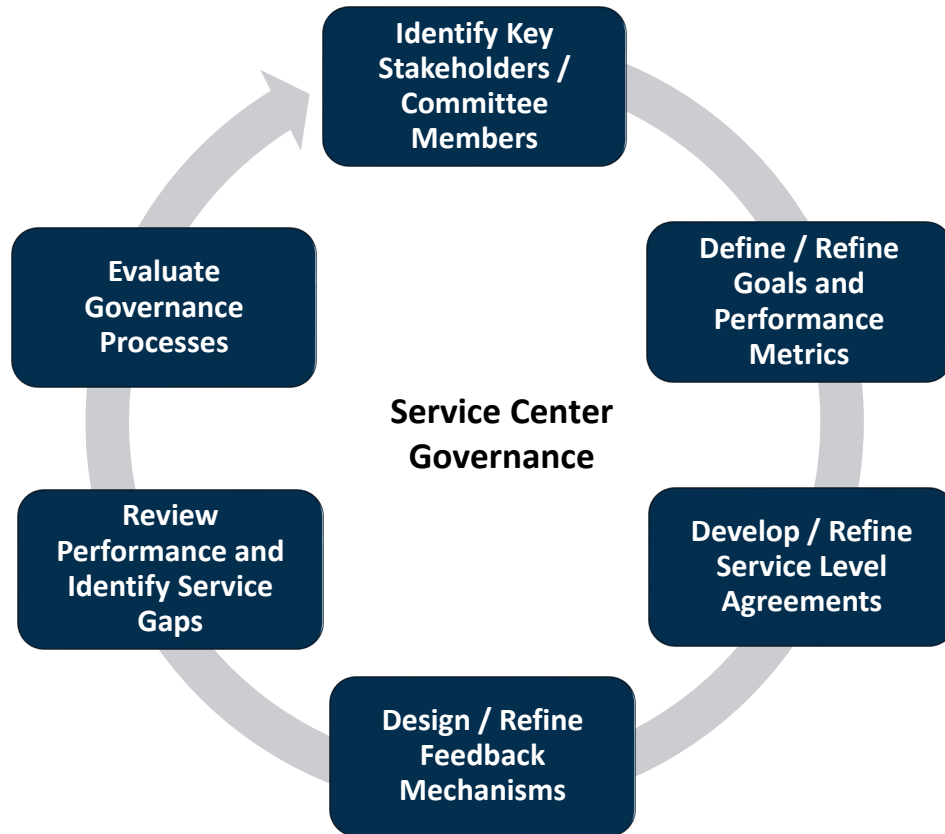 Identify Key
Stakeholders /
Committee
Members
Define / Refine
Goals and
Performance
Metrics
Develop / Refine
Service Level
Agreements
Design / Refine
Feedback
Mechanisms
Review
Performance and
Identify Service
Gaps
Evaluate
Governance
Processes
Service Center
Governance